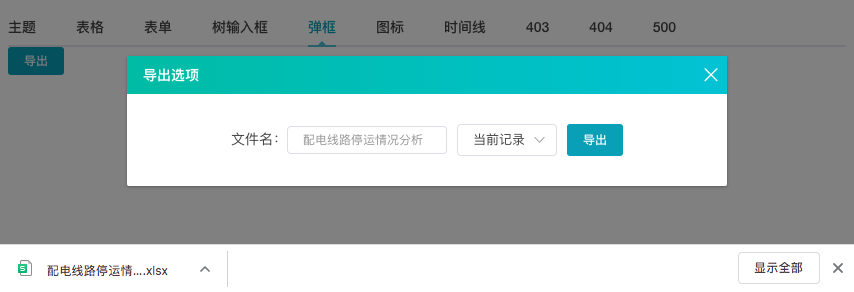 主题 表格 表单 树输入框 弹框 图标 时间线 403 404 500
导出
导出选项
文件名: 配电线路停运情况分析 当前记录 导出
配电线路停运情....xlsx 显示全部